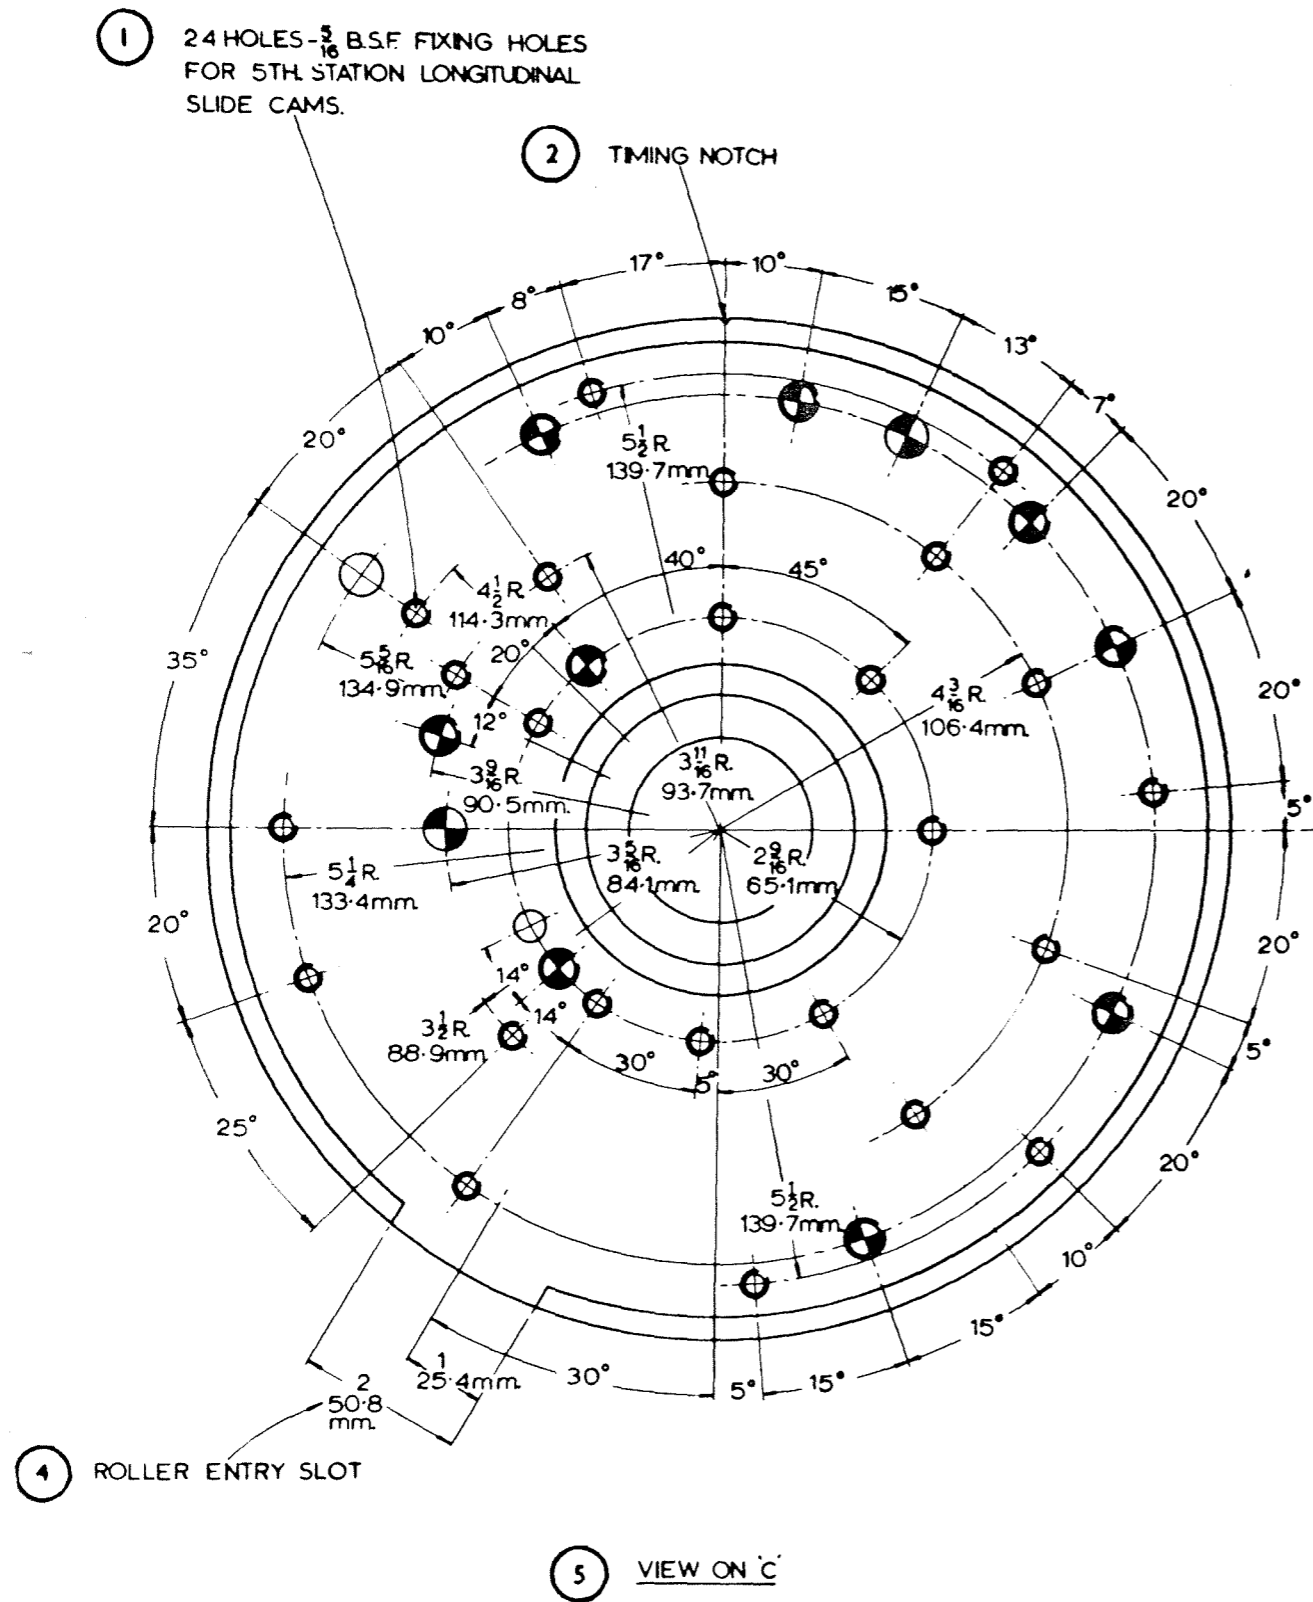 1
24 HOLES-5/16 B.S.F. FIXING HOLES
FOR 5TH. STATION LONGITUDINAL
SLIDE CAMS.
2
TIMING NOTCH
17°
10°
8°
15°
10°
13°
7°
20°
20°
5 1/2 R.
139·7mm
40°
45°
4 1/2 R.
114·3mm
20°
35°
5 5/16 R.
134·9mm
12°
4 3/16 R.
106·4mm
20°
3 9/16 R.
90·5mm.
3 11/16 R.
93·7mm.
5°
5 1/4 R.
133·4mm
3 5/16 R.
84·1mm
2 9/16 R.
65·1mm
20°
20°
14°
14°
3 1/2 R.
88·9mm
30°
5°
30°
5°
25°
20°
5 1/2 R.
139·7mm
10°
15°
1
25·4mm.
30°
5°
15°
2
50·8
mm.
4
ROLLER ENTRY SLOT
5
VIEW ON 'C'